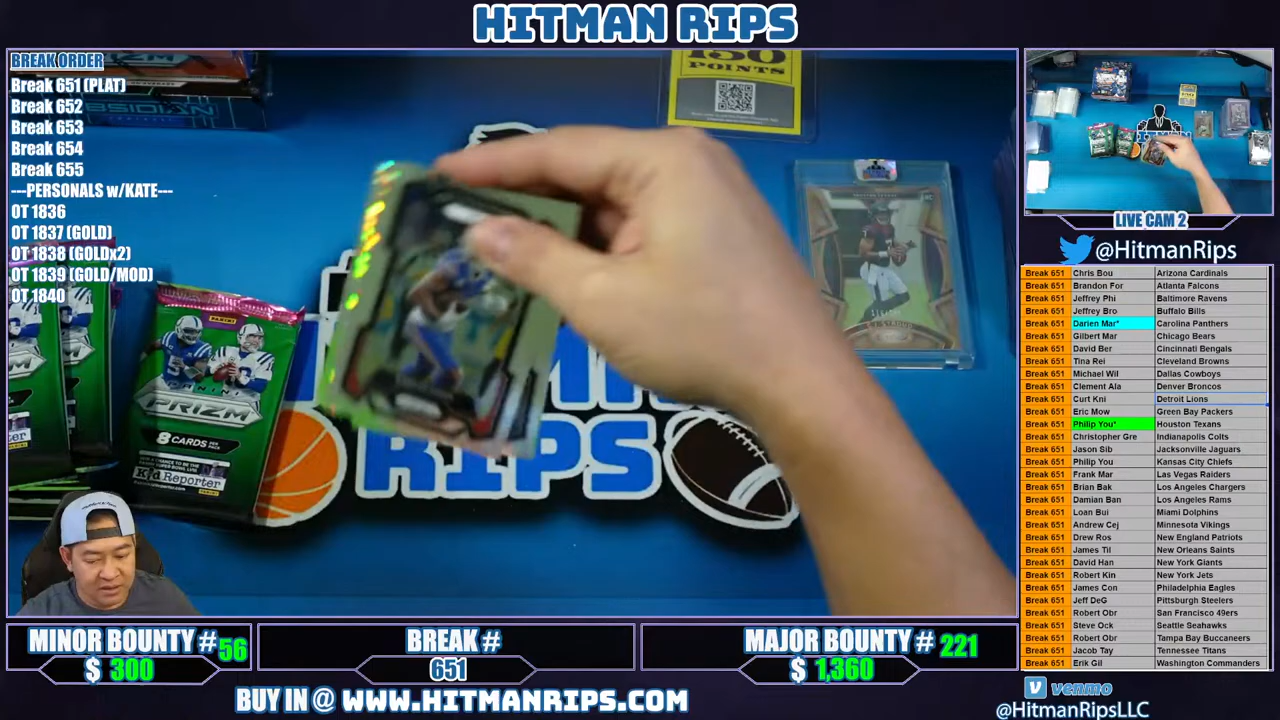 HITMAN RIPS
BREAK ORDER
Break 651 (PLAT)
Break 652
Break 653
Break 654
Break 655
---PERSONALS w/KATE---
OT 1836
OT 1837 (GOLD)
OT 1838 (GOLDx2)
OT 1839 (GOLD/MOD)
OT 1840
OBSIDIAN
150
POINTS
PANINI
PRIZM
8 CARDS
Reporter
RIPS
HITMAN
LIVE CAM 2
@HitmanRips
Break 651 Chris Bou Arizona Cardinals
Break 651 Brandon For Atlanta Falcons
Break 651 Jeffrey Phi Baltimore Ravens
Break 651 Jeffrey Bro Buffalo Bills
Break 651 Darien Mar* Carolina Panthers
Break 651 Gilbert Mar Chicago Bears
Break 651 David Ber Cincinnati Bengals
Break 651 Tina Rei Cleveland Browns
Break 651 Michael Wil Dallas Cowboys
Break 651 Clement Ala Denver Broncos
Break 651 Curt Kni Detroit Lions
Break 651 Eric Mow Green Bay Packers
Break 651 Philip You* Houston Texans
Break 651 Christopher Gre Indianapolis Colts
Break 651 Jason Sib Jacksonville Jaguars
Break 651 Philip You Kansas City Chiefs
Break 651 Frank Mar Las Vegas Raiders
Break 651 Brian Bak Los Angeles Chargers
Break 651 Damian Ban Los Angeles Rams
Break 651 Loan Bui Miami Dolphins
Break 651 Andrew Cej Minnesota Vikings
Break 651 Drew Ros New England Patriots
Break 651 James Til New Orleans Saints
Break 651 David Han New York Giants
Break 651 Robert Kin New York Jets
Break 651 James Con Philadelphia Eagles
Break 651 Jeff DeG Pittsburgh Steelers
Break 651 Robert Obr San Francisco 49ers
Break 651 Steve Ock Seattle Seahawks
Break 651 Robert Obr Tampa Bay Buccaneers
Break 651 Jacob Tay Tennessee Titans
Break 651 Erik Gil Washington Commanders
MINOR BOUNTY # 56
$ 300
BREAK #
651
MAJOR BOUNTY # 221
$ 1,360
BUY IN @ WWW.HITMANRIPS.COM
venmo
@HitmanRipsLLC